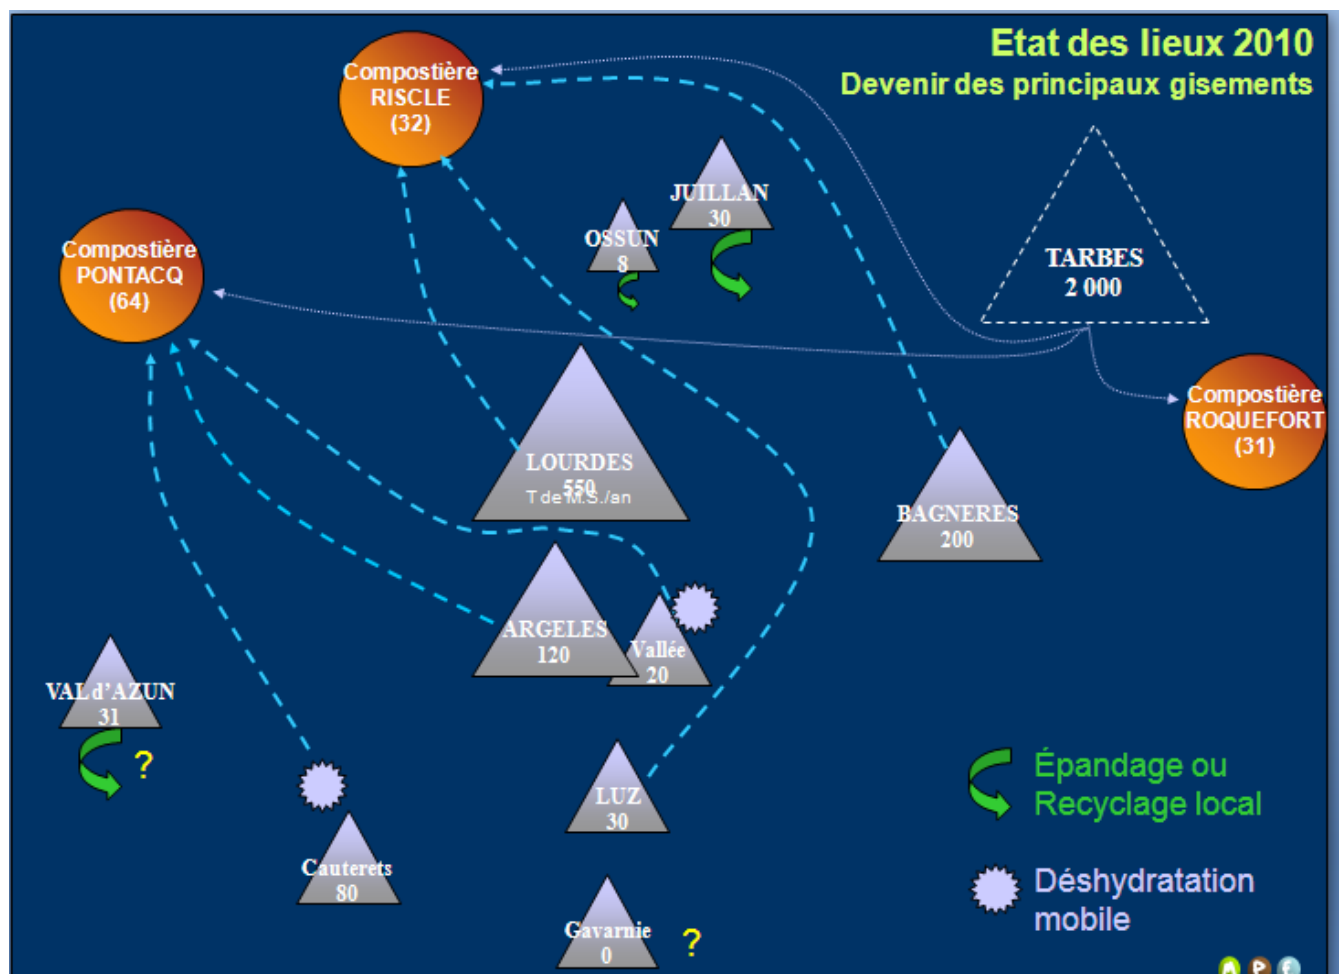 Etat des lieux 2010
Devenir des principaux gisements
Compostière
RISCLE
(32)
JUILLAN
30
OSSUN
8
Compostière
PONTACQ
(64)
TARBES
2 000
Compostière
ROQUEFORT
(31)
LOURDES
550
T de M.S./an
BAGNERES
200
ARGELES
120
Vallée
20
VAL d'AZUN
31
?
LUZ
30
Cauterets
80
Gavarnie
0
?
Épandage ou
Recyclage local
Déshydratation
mobile